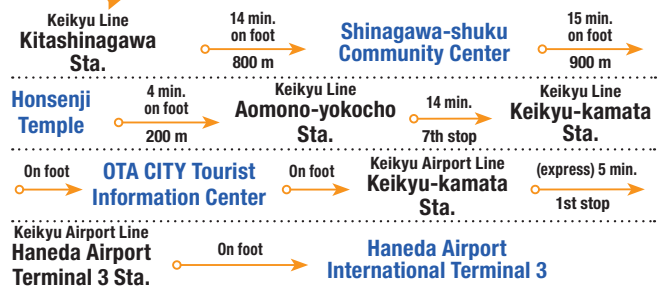 Keikyu Line
Kitashinagawa
Sta.
14 min.
on foot
800 m
Shinagawa-shuku
Community Center
15 min.
on foot
900 m
Honsenji
Temple
4 min.
on foot
200 m
Keikyu Line
Aomono-yokocho
Sta.
14 min.
7th stop
Keikyu Line
Keikyu-kamata
Sta.
On foot
OTA CITY Tourist
Information Center
On foot
Keikyu Airport Line
Keikyu-kamata
Sta.
(express) 5 min.
1st stop
Keikyu Airport Line
Haneda Airport
Terminal 3 Sta.
On foot
Haneda Airport
International Terminal 3